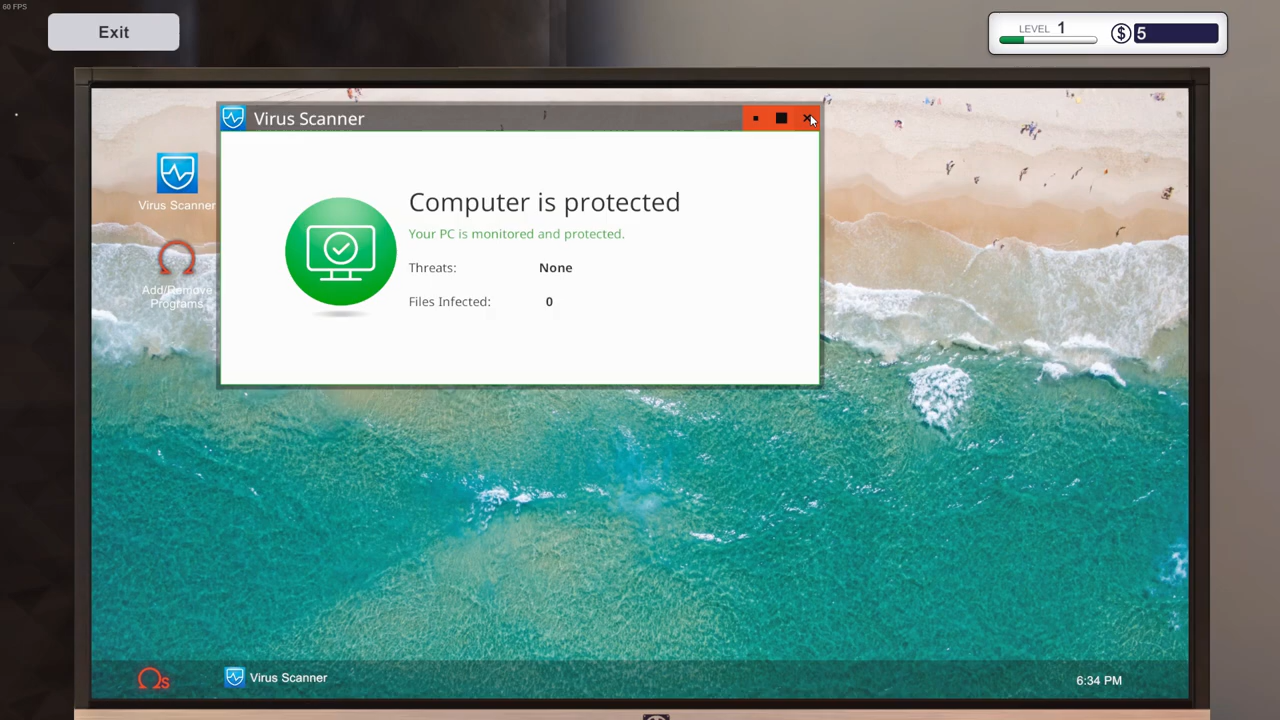 60 FPS
Exit
LEVEL 1
$ 5
Virus Scanner
Virus Scanner
Computer is protected
Your PC is monitored and protected.
Threats: None
Files Infected: 0
Add/Remove
Programs
Ωs
Virus Scanner
6:34 PM